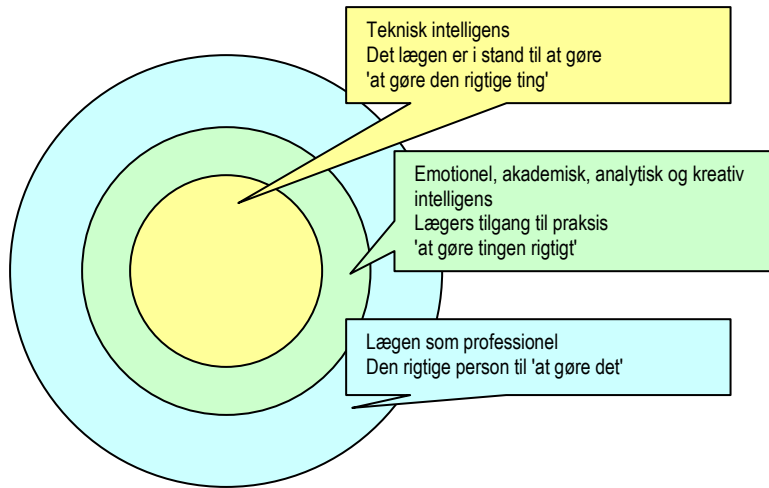 Teknisk intelligens
Det lægen er i stand til at gøre
'at gøre den rigtige ting'
Emotionel, akademisk, analytisk og kreativ
intelligens
Lægers tilgang til praksis
'at gøre tingen rigtigt'
Lægen som professionel
Den rigtige person til 'at gøre det'